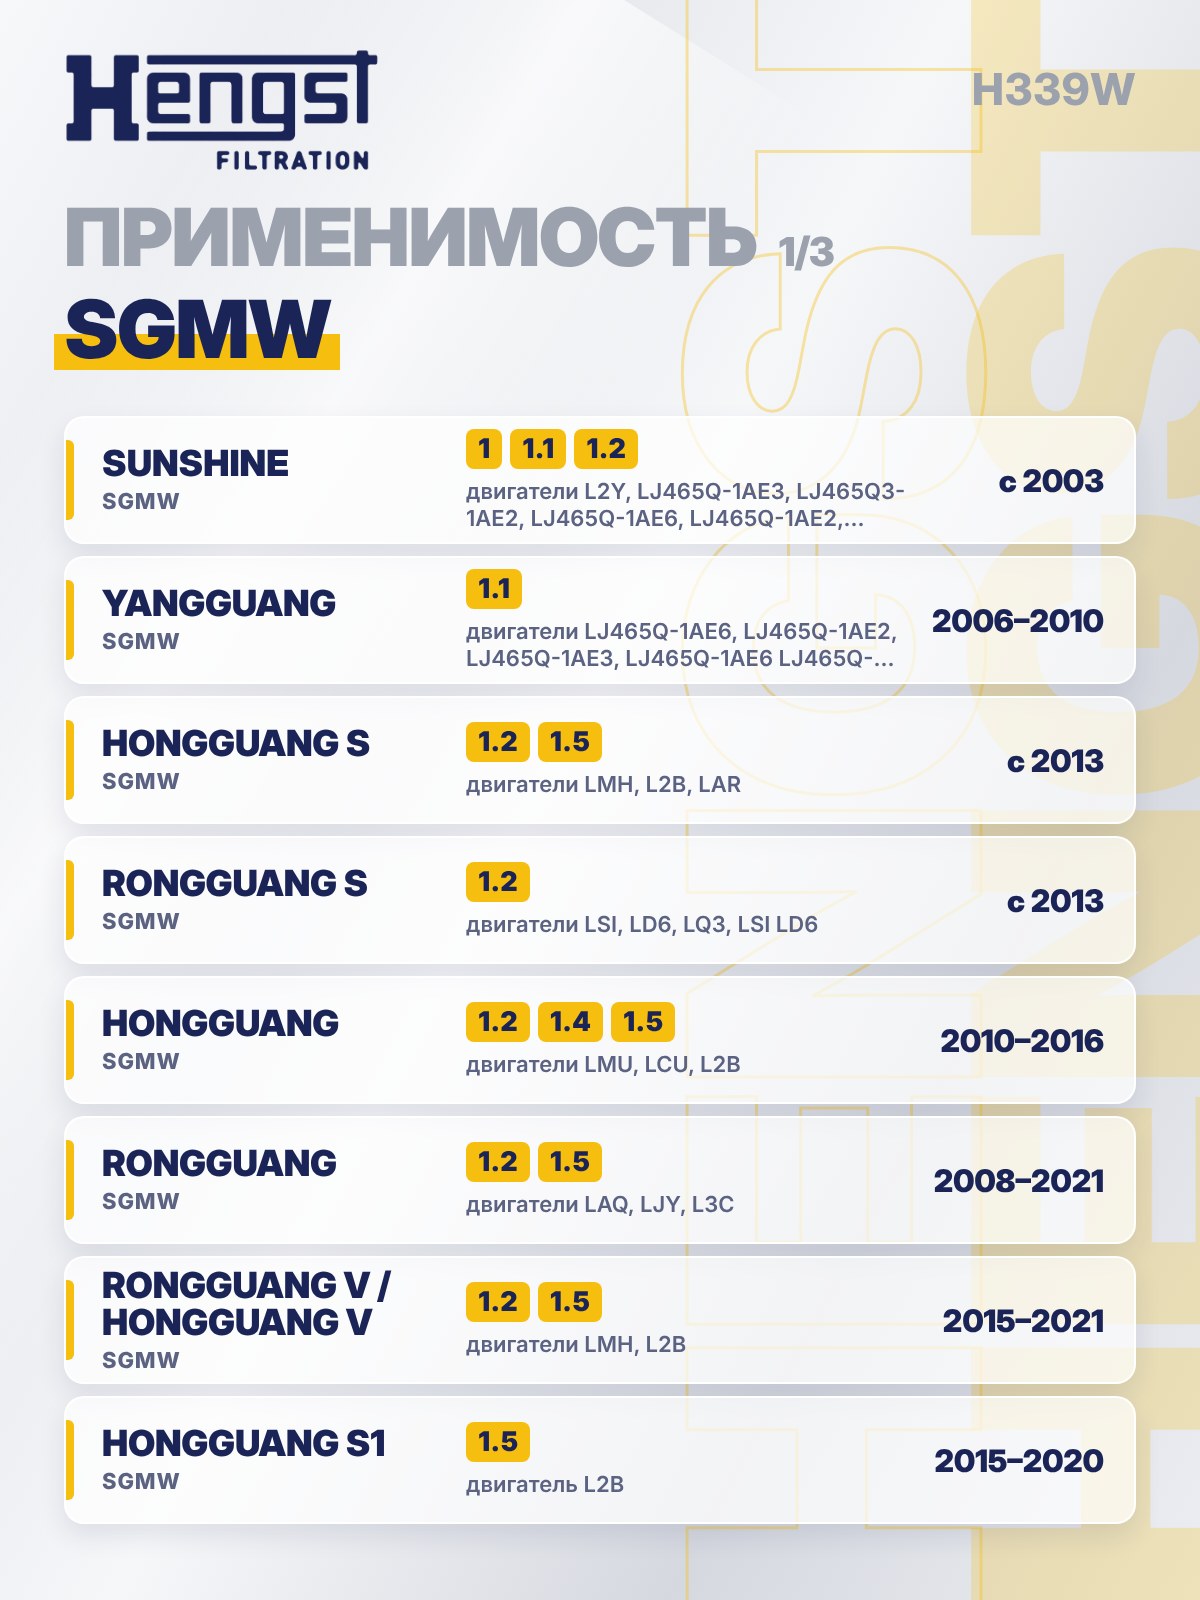 Hengst
FILTRATION
H339W
ПРИМЕНИМОСТЬ 1/3
SGMW
SUNSHINE
SGMW
1 1.1 1.2
двигатели L2Y, LJ465Q-1AE3, LJ465Q3-
1AE2, LJ465Q-1AE6, LJ465Q-1AE2,...
с 2003
YANGGUANG
SGMW
1.1
двигатели LJ465Q-1AE6, LJ465Q-1AE2,
LJ465Q-1AE3, LJ465Q-1AE6 LJ465Q-...
2006–2010
HONGGUANG S
SGMW
1.2 1.5
двигатели LMH, L2B, LAR
с 2013
RONGGUANG S
SGMW
1.2
двигатели LSI, LD6, LQ3, LSI LD6
с 2013
HONGGUANG
SGMW
1.2 1.4 1.5
двигатели LMU, LCU, L2B
2010–2016
RONGGUANG
SGMW
1.2 1.5
двигатели LAQ, LJY, L3C
2008–2021
RONGGUANG V /
HONGGUANG V
SGMW
1.2 1.5
двигатели LMH, L2B
2015–2021
HONGGUANG S1
SGMW
1.5
двигатель L2B
2015–2020
HENGST
HENGST